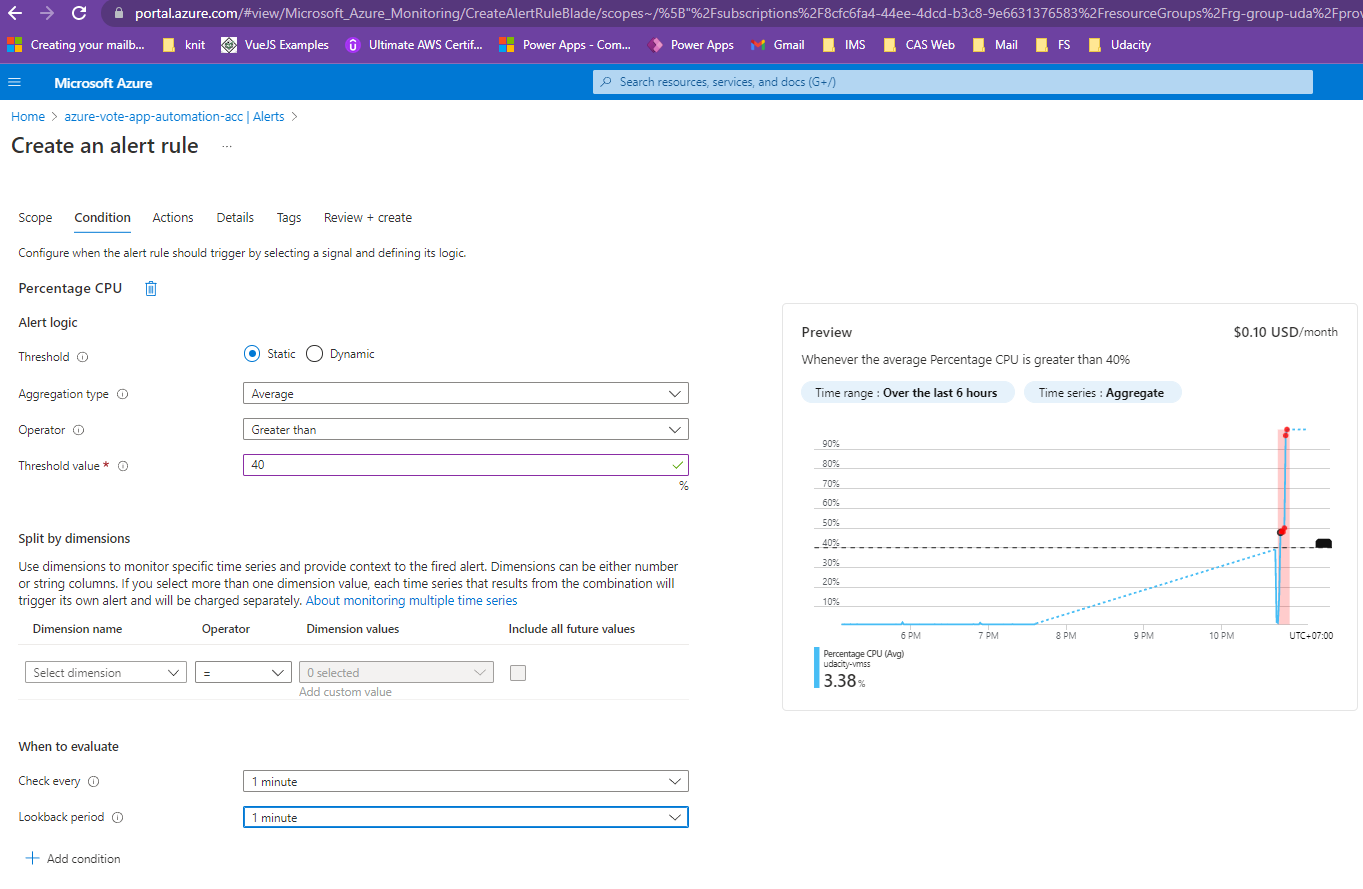 portal.azure.com/#view/Microsoft_Azure_Monitoring/CreateAlertRuleBlade/scopes~/%5B"%2Fsubscriptions%2F8cfc6fa4-44ee-4dcd-b3c8-9e6631376583%2FresourceGroups%2Frg-group-uda%2Fprov
Creating your mailb... knit VueJS Examples Ultimate AWS Certif... Power Apps - Com... Power Apps Gmail IMS CAS Web Mail FS Udacity
Microsoft Azure Search resources, services, and docs (G+/)
Home > azure-vote-app-automation-acc | Alerts >
Create an alert rule ...
Scope Condition Actions Details Tags Review + create
Configure when the alert rule should trigger by selecting a signal and defining its logic.
Percentage CPU
Alert logic
Threshold Static Dynamic
Aggregation type Average
Operator Greater than
Threshold value * 40
%
Split by dimensions
Use dimensions to monitor specific time series and provide context to the fired alert. Dimensions can be either number
or string columns. If you select more than one dimension value, each time series that results from the combination will
trigger its own alert and will be charged separately. About monitoring multiple time series
Dimension name Operator Dimension values Include all future values
Select dimension = 0 selected
Add custom value
When to evaluate
Check every 1 minute
Lookback period 1 minute
+ Add condition
Preview $0.10 USD/month
Whenever the average Percentage CPU is greater than 40%
Time range : Over the last 6 hours Time series : Aggregate
90%
80%
70%
60%
50%
40%
30%
20%
10%
6 PM 7 PM 8 PM 9 PM 10 PM UTC+07:00
Percentage CPU (Avg)
udacity-vmss
3.38 %